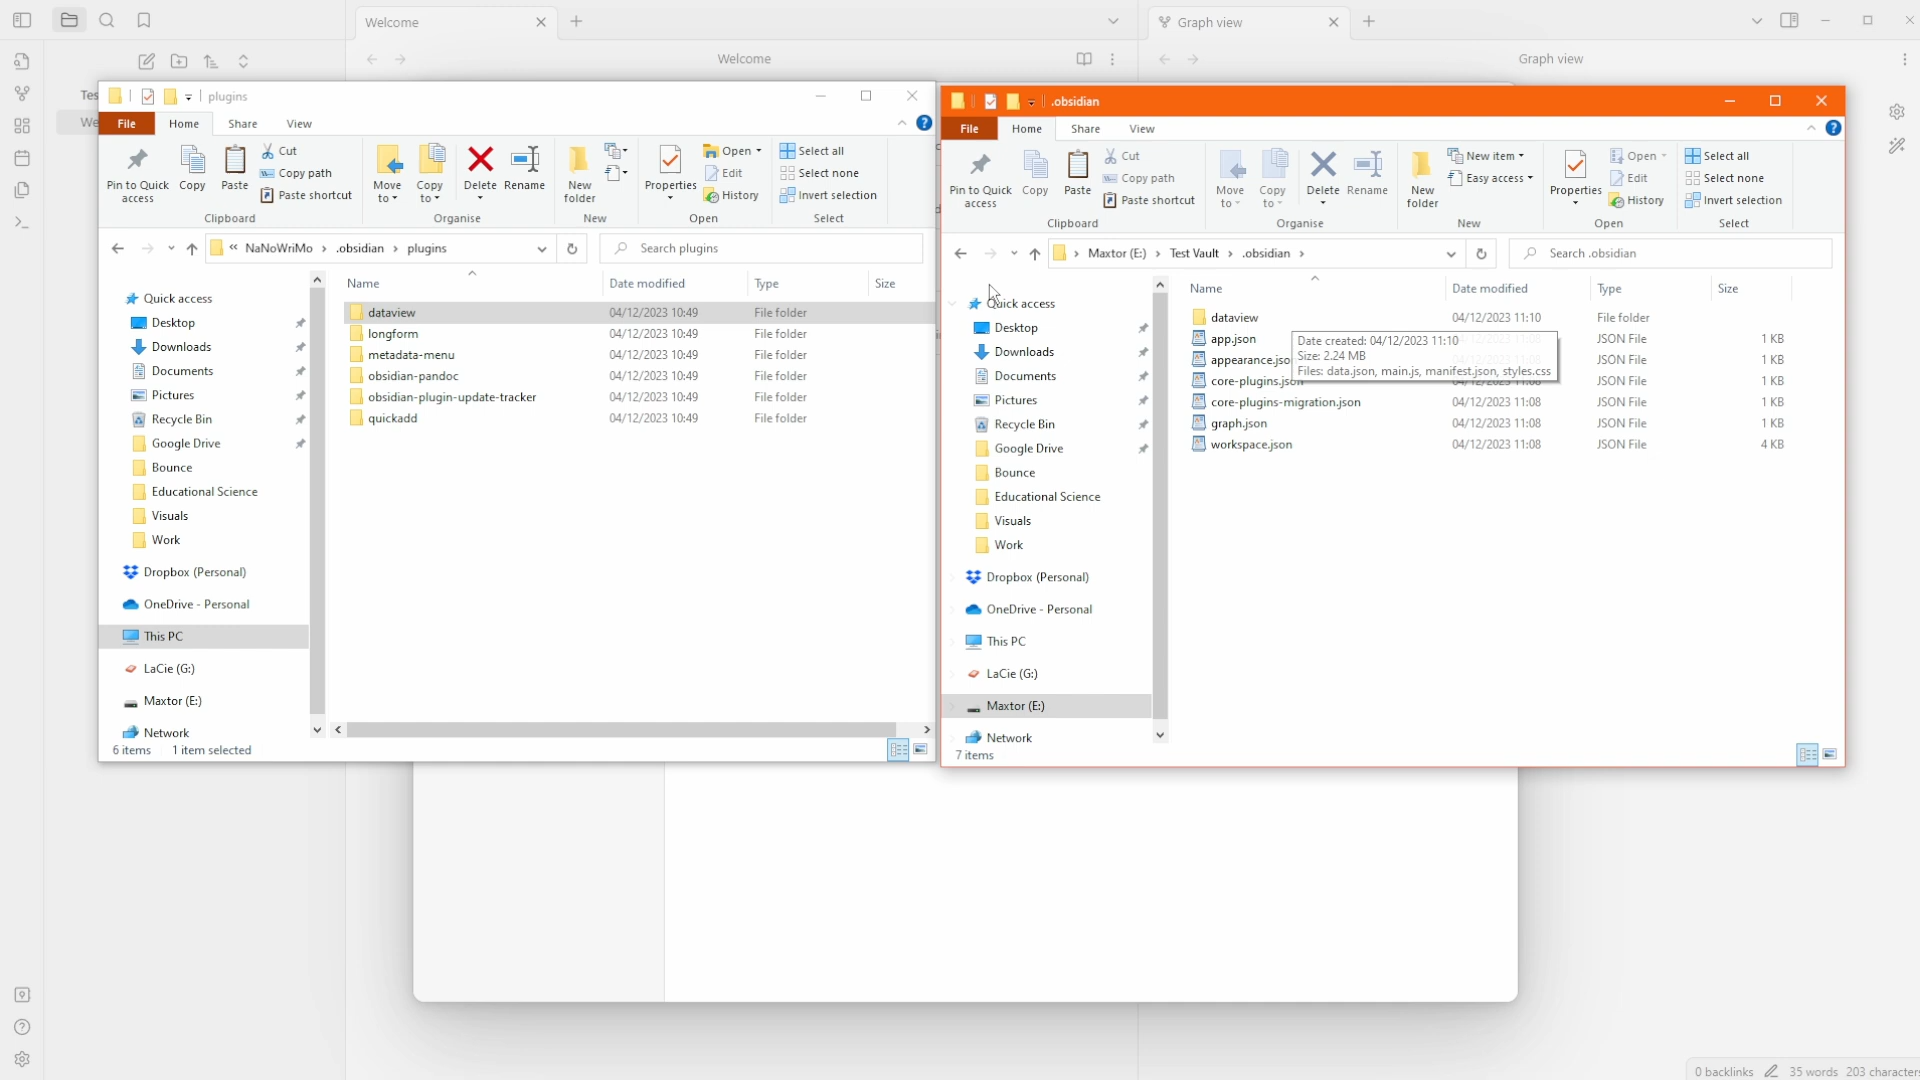 Welcome
Graph view
Welcome
Graph view
Tes
We
plugins
File
Home
Share
View
Pin to Quick access
Copy
Paste
Cut
Copy path
Paste shortcut
Clipboard
Move to
Copy to
Delete
Rename
Organise
New folder
New
Properties
Open
Edit
History
Open
Select all
Select none
Invert selection
Select
« NaNoWriMo › .obsidian › plugins
Search plugins
Quick access
Desktop
Downloads
Documents
Pictures
Recycle Bin
Google Drive
Bounce
Educational Science
Visuals
Work
Dropbox (Personal)
OneDrive - Personal
This PC
LaCie (G:)
Maxtor (E:)
Network
Name Date modified Type Size
dataview 04/12/2023 10:49 File folder
longform 04/12/2023 10:49 File folder
metadata-menu 04/12/2023 10:49 File folder
obsidian-pandoc 04/12/2023 10:49 File folder
obsidian-plugin-update-tracker 04/12/2023 10:49 File folder
quickadd 04/12/2023 10:49 File folder
6 items 1 item selected
.obsidian
File
Home
Share
View
Pin to Quick access
Copy
Paste
Cut
Copy path
Paste shortcut
Clipboard
Move to
Copy to
Delete
Rename
Organise
New folder
New item
Easy access
New
Properties
Open
Edit
History
Open
Select all
Select none
Invert selection
Select
› Maxtor (E:) › Test Vault › .obsidian ›
Search .obsidian
Quick access
Desktop
Downloads
Documents
Pictures
Recycle Bin
Google Drive
Bounce
Educational Science
Visuals
Work
Dropbox (Personal)
OneDrive - Personal
This PC
LaCie (G:)
Maxtor (E:)
Network
Name Date modified Type Size
dataview 04/12/2023 11:10 File folder
app.json JSON File 1 KB
appearance.jso JSON File 1 KB
core-plugins.json 04/12/2023 11:08 JSON File 1 KB
core-plugins-migration.json 04/12/2023 11:08 JSON File 1 KB
graph.json 04/12/2023 11:08 JSON File 1 KB
workspace.json 04/12/2023 11:08 JSON File 4 KB
Date created: 04/12/2023 11:10
Size: 2.24 MB
Files: data.json, main.js, manifest.json, styles.css
7 items
0 backlinks 35 words 203 characters